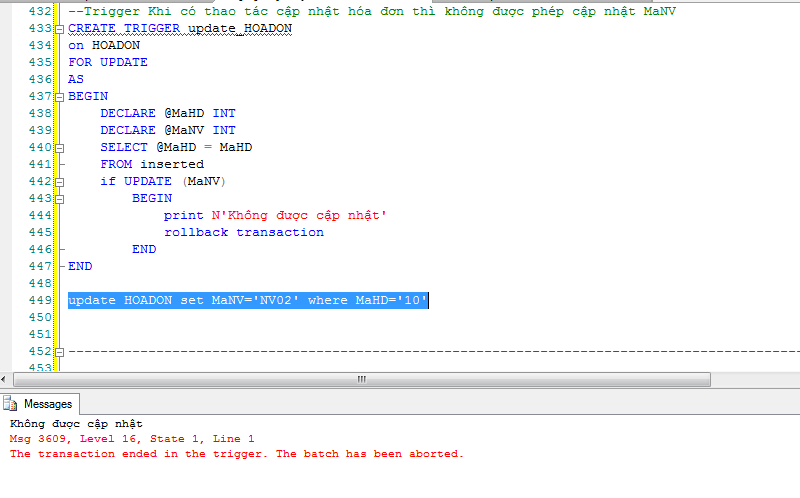 432 --Trigger Khi có thao tác cập nhật hóa đơn thì không được phép cập nhật MaNV
433 CREATE TRIGGER update_HOADON
434 on HOADON
435 FOR UPDATE
436 AS
437 BEGIN
438 DECLARE @MaHD INT
439 DECLARE @MaNV INT
440 SELECT @MaHD = MaHD
441 FROM inserted
442 if UPDATE (MaNV)
443 BEGIN
444 print N'Không được cập nhật'
445 rollback transaction
446 END
447 END
448
449 update HOADON set MaNV='NV02' where MaHD='10'
450
451
452 --------------------------------------------------------------------------------------------
453
Messages
Không được cập nhật
Msg 3609, Level 16, State 1, Line 1
The transaction ended in the trigger. The batch has been aborted.